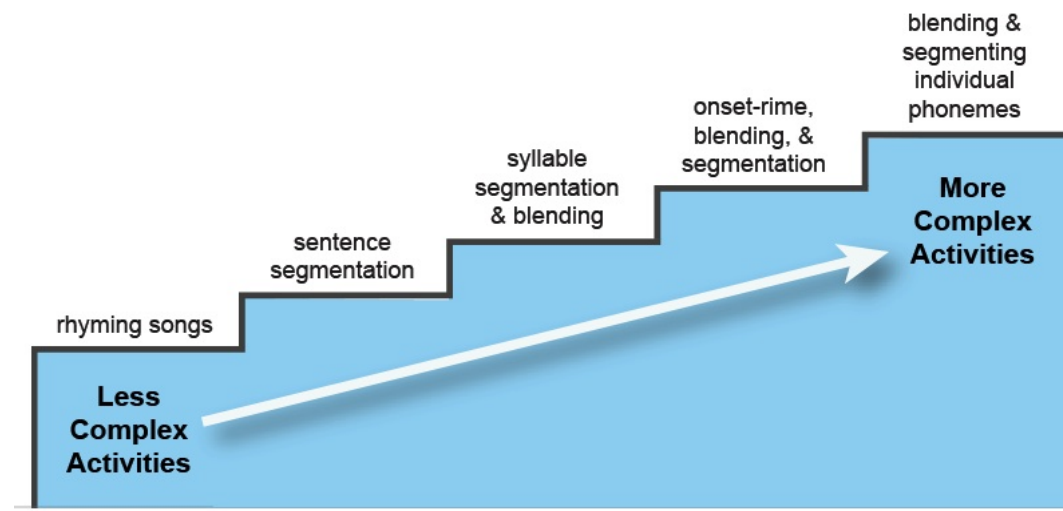 rhyming songs
sentence
segmentation
syllable
segmentation
& blending
onset-rime,
blending, &
segmentation
blending &
segmenting
individual
phonemes
Less
Complex
Activities
More
Complex
Activities